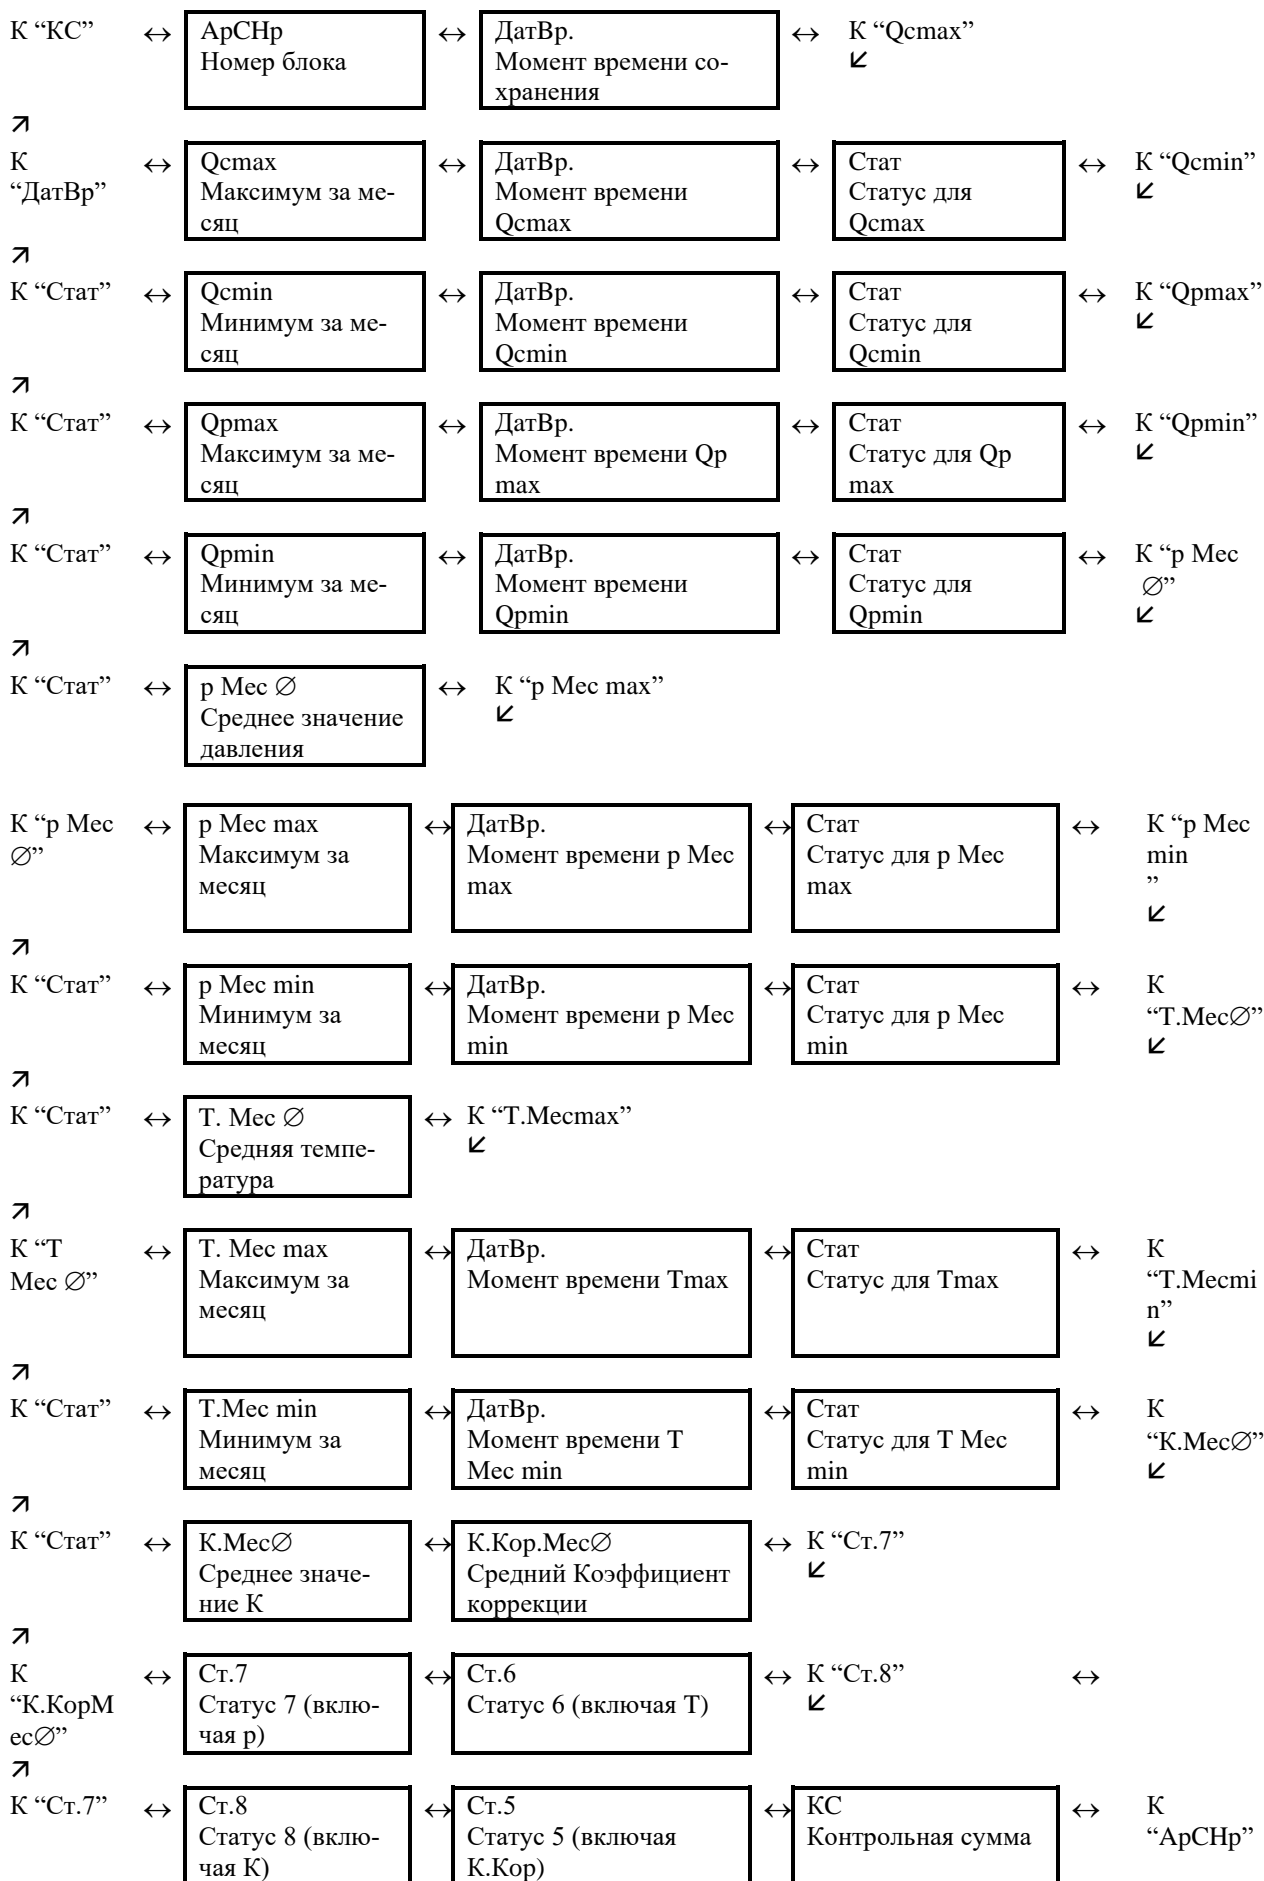 К “КС” ↔ АрСНр ↔ ДатВр. ↔ К “Qcmax”
Номер блока Момент времени со- ↙
хранения
↗
К ↔ Qcmax ↔ ДатВр. ↔ Стат ↔ К “Qcmin”
“ДатВр” Максимум за ме- Момент времени Статус для ↙
сяц Qcmax Qcmax
↗
К “Стат” ↔ Qcmin ↔ ДатВр. ↔ Стат ↔ К “Qpmax”
Минимум за ме- Момент времени Статус для ↙
сяц Qcmin Qcmin
↗
К “Стат” ↔ Qpmax ↔ ДатВр. ↔ Стат ↔ К “Qpmin”
Максимум за ме- Момент времени Qp Статус для Qp ↙
сяц max max
↗
К “Стат” ↔ Qpmin ↔ ДатВр. ↔ Стат ↔ К “р Мес
Минимум за ме- Момент времени Статус для ∅”
сяц Qpmin Qpmin ↙
↗
К “Стат” ↔ р Мес ∅ ↔ К “р Мес max”
Среднее значение ↙
давления
К “р Мес ↔ р Мес max ↔ ДатВр. ↔ Стат ↔ К “р Мес
∅” Максимум за Момент времени р Мес Статус для р Мес min
месяц max max ”
↙
↗
К “Стат” ↔ р Мес min ↔ ДатВр. ↔ Стат ↔ К
Минимум за Момент времени р Мес Статус для р Мес “Т.Мес∅”
месяц min min ↙
↗
К “Стат” ↔ Т. Мес ∅ ↔ К “Т.Месmax”
Средняя темпе- ↙
ратура
↗
К “Т ↔ Т. Мес max ↔ ДатВр. ↔ Стат ↔ К
Мес ∅” Максимум за Момент времени Tmax Статус для Tmax “Т.Месmi
месяц n”
↙
↗
К “Стат” ↔ Т.Мес min ↔ ДатВр. ↔ Стат ↔ К
Минимум за Момент времени Т Статус для Т Мес “К.Мес∅”
месяц Мес min min ↙
↗
К “Стат” ↔ К.Мес∅ ↔ К.Кор.Мес∅ ↔ К “Ст.7”
Среднее значе- Средний Коэффициент ↙
ние К коррекции
↗
К ↔ Ст.7 ↔ Ст.6 ↔ К “Ст.8” ↔
“К.КорМ Статус 7 (вклю- Статус 6 (включая Т) ↙
ес∅” чая р)
↗
К “Ст.7” ↔ Ст.8 ↔ Ст.5 ↔ КС ↔ К
Статус 8 (вклю- Статус 5 (включая Контрольная сумма “АрСНр”
чая К) К.Кор)